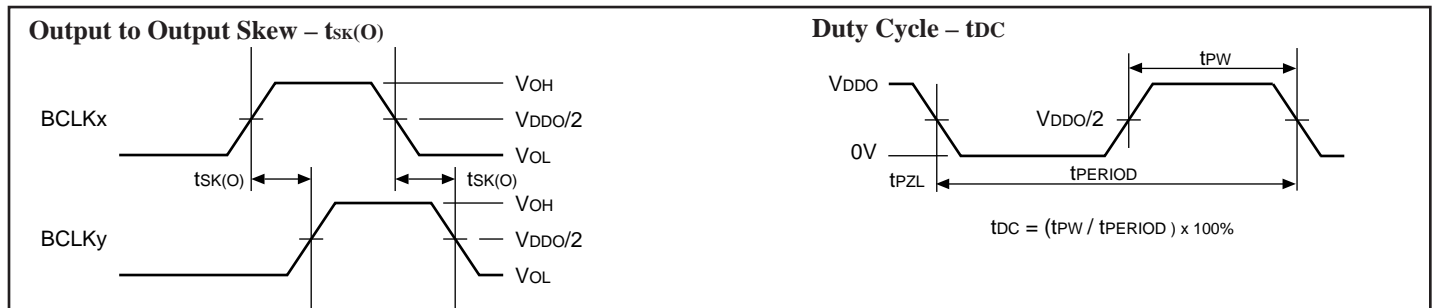 Output to Output Skew – tSK(O)
BCLKx
VOH
VDDO/2
VOL
tSK(O)
tSK(O)
BCLKy
VOH
VDDO/2
VOL
Duty Cycle – tDC
tPW
VDDO
VDDO/2
0V
tPZL
tPERIOD
tDC = (tPW / tPERIOD ) x 100%